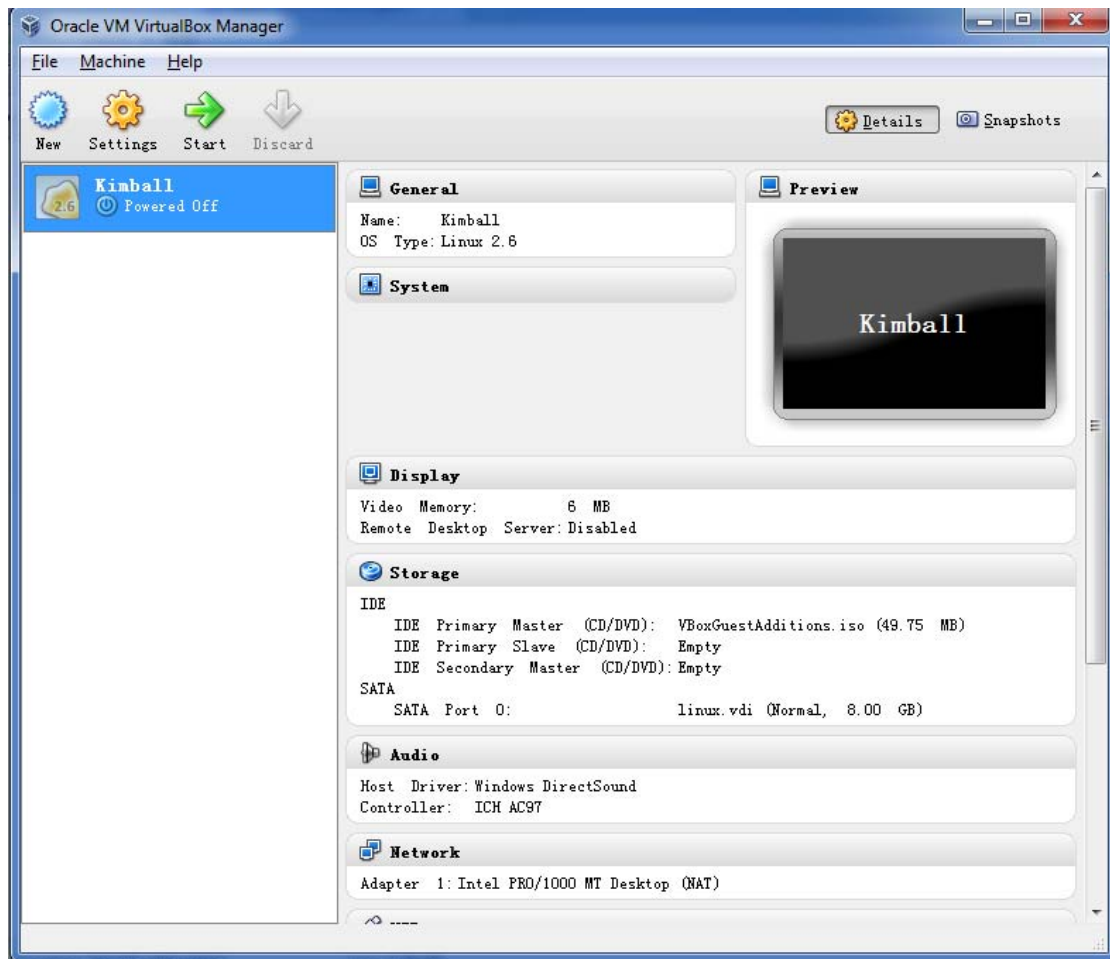 Oracle VM VirtualBox Manager
File Machine Help
New Settings Start Discard
Details Snapshots
Kimball
2.6
Powered Off
General
Name: Kimball
OS Type: Linux 2.6
System
Preview
Kimball
Display
Video Memory: 6 MB
Remote Desktop Server: Disabled
Storage
IDE
IDE Primary Master (CD/DVD): VBoxGuestAdditions.iso (49.75 MB)
IDE Primary Slave (CD/DVD): Empty
IDE Secondary Master (CD/DVD): Empty
SATA
SATA Port 0: linux.vdi (Normal, 8.00 GB)
Audio
Host Driver: Windows DirectSound
Controller: ICH AC97
Network
Adapter 1: Intel PRO/1000 MT Desktop (NAT)